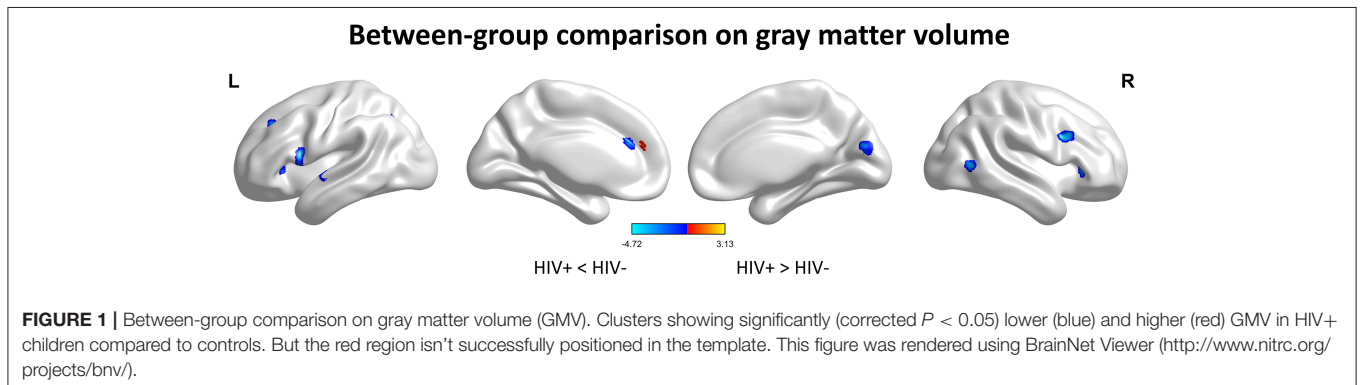 Between-group comparison on gray matter volume
L
R
-4.72
3.13
HIV+ < HIV-
HIV+ > HIV-
FIGURE 1 | Between-group comparison on gray matter volume (GMV). Clusters showing significantly (corrected P < 0.05) lower (blue) and higher (red) GMV in HIV+
children compared to controls. But the red region isn't successfully positioned in the template. This figure was rendered using BrainNet Viewer (http://www.nitrc.org/
projects/bnv/).